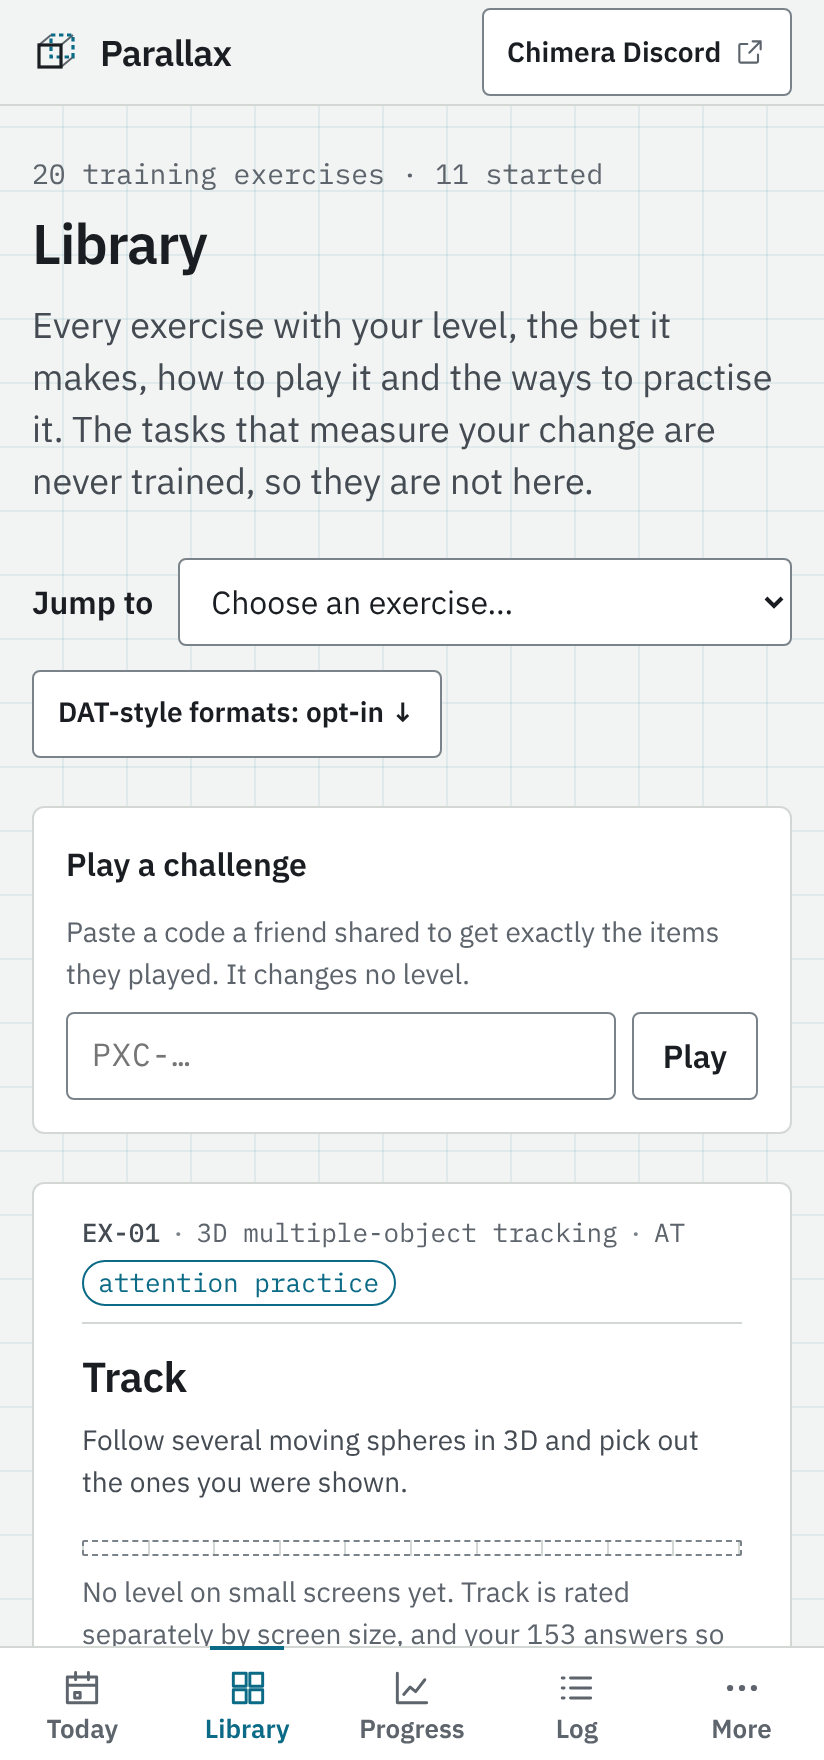 Parallax
Chimera Discord
20 training exercises · 11 started
Library
Every exercise with your level, the bet it
makes, how to play it and the ways to practise
it. The tasks that measure your change are
never trained, so they are not here.
Jump to
Choose an exercise...
DAT-style formats: opt-in ↓
Play a challenge
Paste a code a friend shared to get exactly the items
they played. It changes no level.
PXC-…
Play
EX-01 · 3D multiple-object tracking · AT
attention practice
Track
Follow several moving spheres in 3D and pick out
the ones you were shown.
No level on small screens yet. Track is rated
separately by screen size, and your 153 answers so
Today
Library
Progress
Log
More